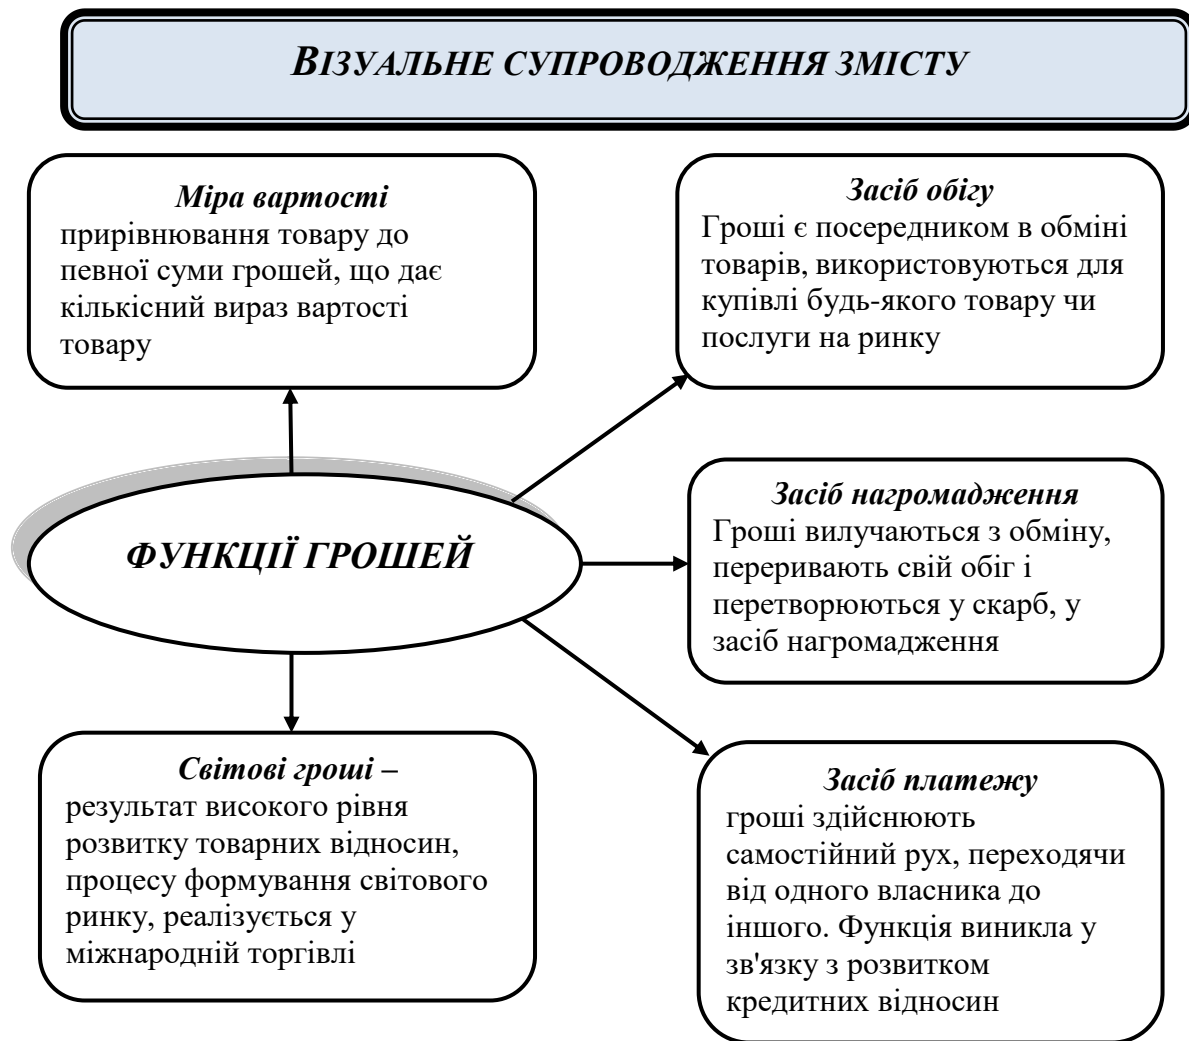 ВІЗУАЛЬНЕ СУПРОВОДЖЕННЯ ЗМІСТУ
Міра вартості
прирівнювання товару до
певної суми грошей, що дає
кількісний вираз вартості
товару
Засіб обігу
Гроші є посередником в обміні
товарів, використовуються для
купівлі будь-якого товару чи
послуги на ринку
ФУНКЦІЇ ГРОШЕЙ
Засіб нагромадження
Гроші вилучаються з обміну,
переривають свій обіг і
перетворюються у скарб, у
засіб нагромадження
Світові гроші –
результат високого рівня
розвитку товарних відносин,
процесу формування світового
ринку, реалізується у
міжнародній торгівлі
Засіб платежу
гроші здійснюють
самостійний рух, переходячи
від одного власника до
іншого. Функція виникла у
зв'язку з розвитком
кредитних відносин